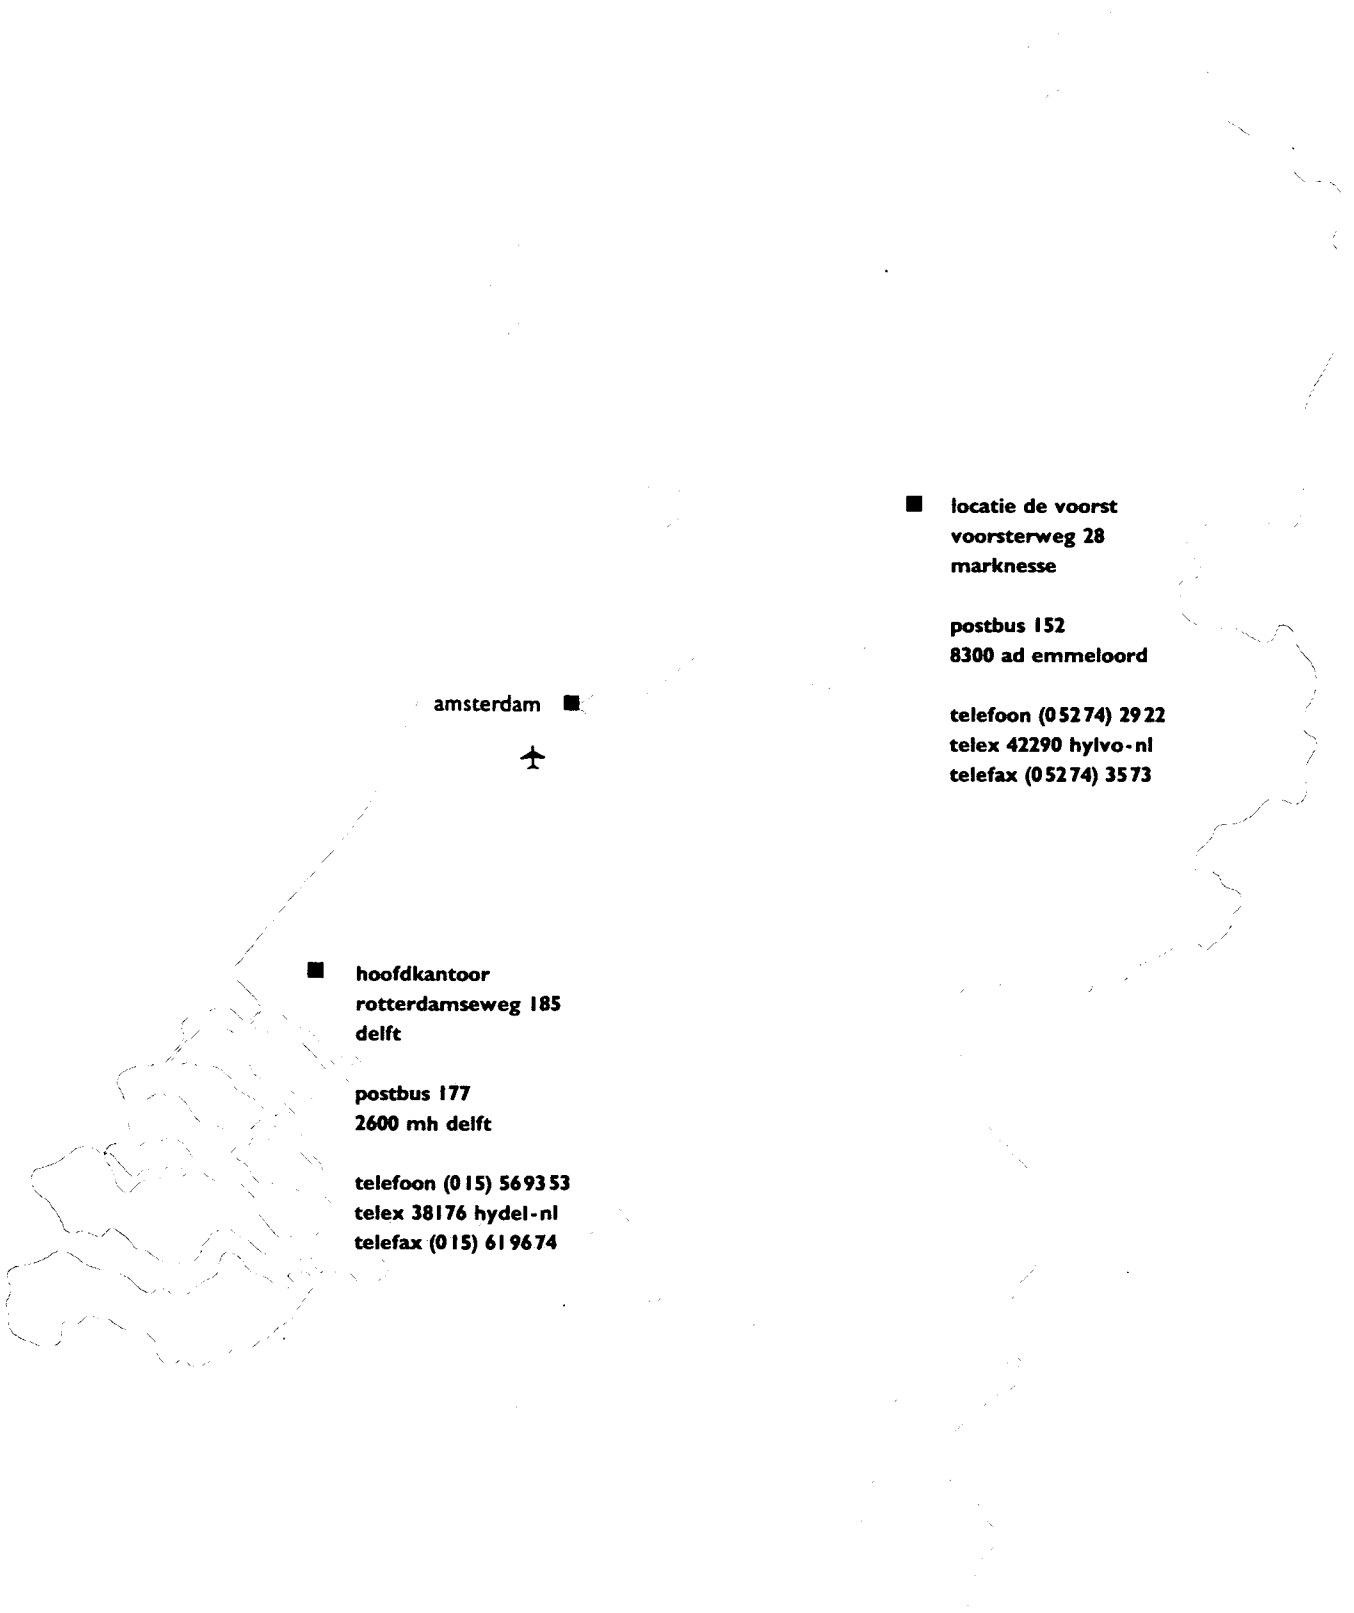 locatie de voorst
voorsterweg 28
marknesse
postbus 152
8300 ad emmeloord
telefoon (05274) 2922
telex 42290 hylvo-nl
telefax (05274) 3573
amsterdam
hoofdkantoor
rotterdamseweg 185
delft
postbus 177
2600 mh delft
telefoon (015) 569353
telex 38176 hydel-nl
telefax (015) 619674